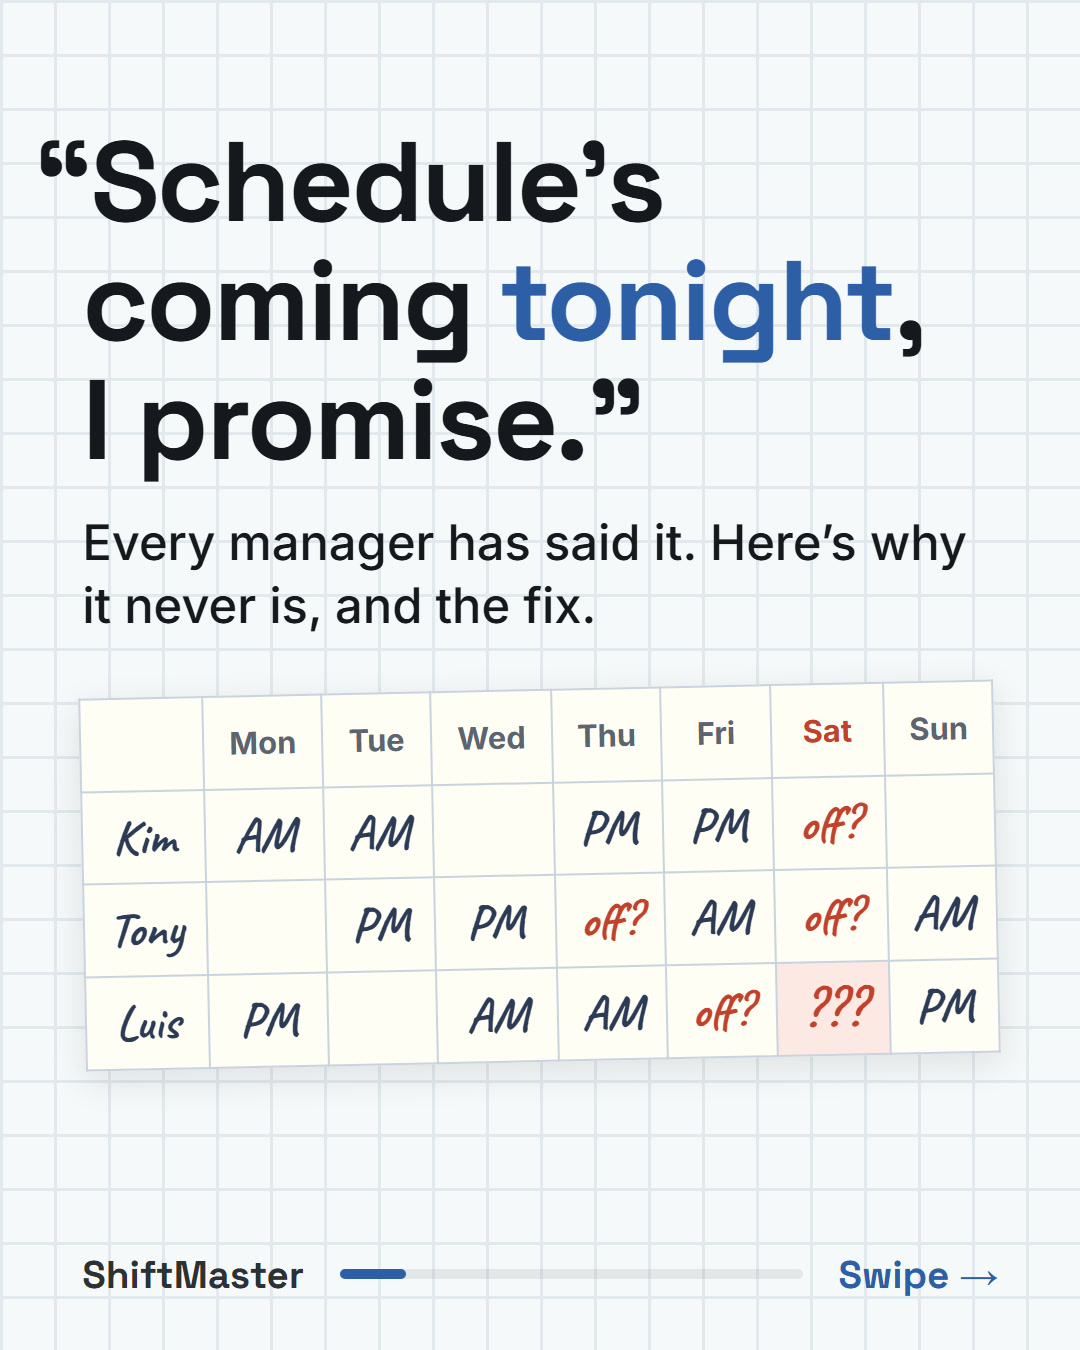 “Schedule’s
coming tonight,
I promise.”
Every manager has said it. Here’s why
it never is, and the fix.
Mon Tue Wed Thu Fri Sat Sun
Kim AM AM PM PM off?
Tony PM PM off? AM off? AM
Luis PM AM AM off? ??? PM
ShiftMaster Swipe →